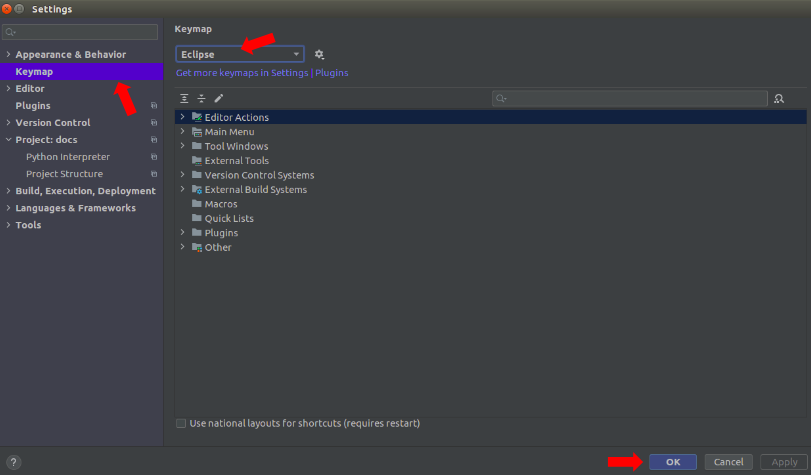 Settings
Appearance & Behavior
Keymap
Editor
Plugins
Version Control
Project: docs
Python Interpreter
Project Structure
Build, Execution, Deployment
Languages & Frameworks
Tools
Keymap
Eclipse
Get more keymaps in Settings | Plugins
Editor Actions
Main Menu
Tool Windows
External Tools
Version Control Systems
External Build Systems
Macros
Quick Lists
Plugins
Other
Use national layouts for shortcuts (requires restart)
?
OK
Cancel
Apply